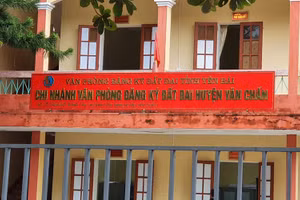 VĂN PHÒNG ĐĂNG KÝ ĐẤT ĐAI TỈNH YÊN BÁI
CHI NHÁNH VĂN PHÒNG ĐĂNG KÝ ĐẤT ĐAI HUYỆN VĂN CHẤN